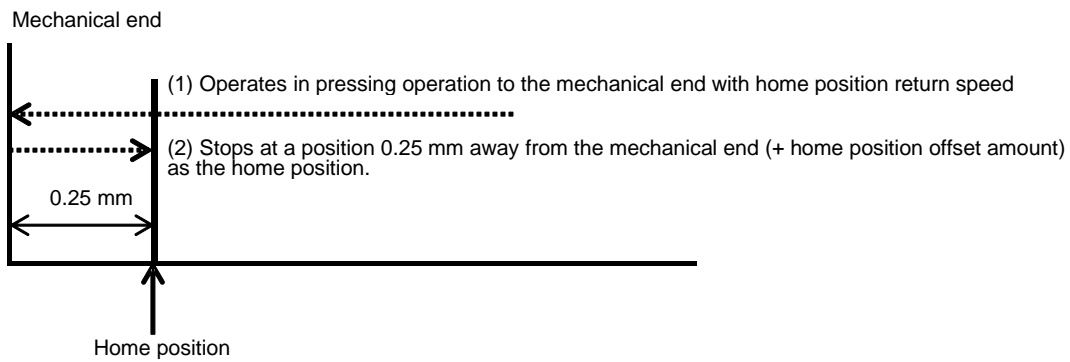 Mechanical end
(1) Operates in pressing operation to the mechanical end with home position return speed
(2) Stops at a position 0.25 mm away from the mechanical end (+ home position offset amount)
as the home position.
0.25 mm
Home position